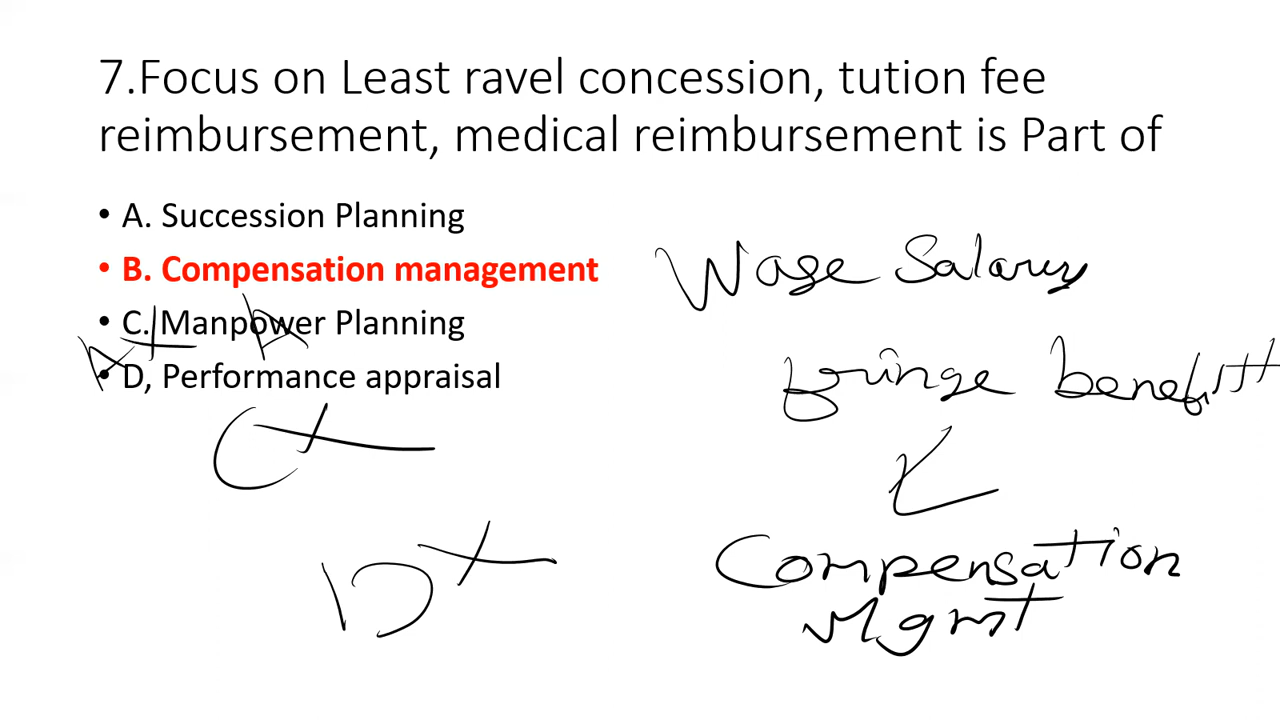 7.Focus on Least ravel concession, tution fee
reimbursement, medical reimbursement is Part of
• A. Succession Planning
• B. Compensation management
• C. Manpower Planning
• D, Performance appraisal
Wage Salary
fringe benefitt
Compensation
Mgmt
A A
C
D